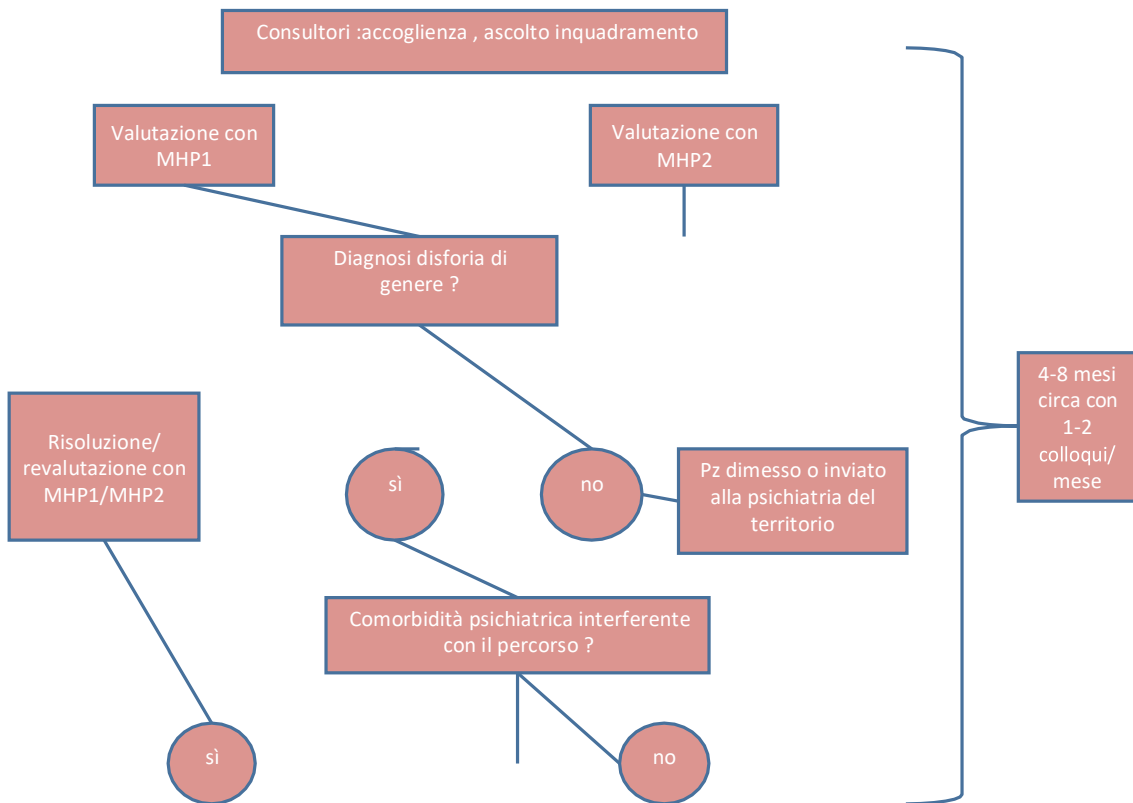 Consultori :accoglienza , ascolto inquadramento
Valutazione con
MHP1
Valutazione con
MHP2
Diagnosi disforia di
genere ?
4-8 mesi
circa con
1-2
colloqui/
mese
Risoluzione/
revalutazione con
MHP1/MHP2
sì
no
Pz dimesso o inviato
alla psichiatria del
territorio
Comorbidità psichiatrica interferente
con il percorso ?
sì
no